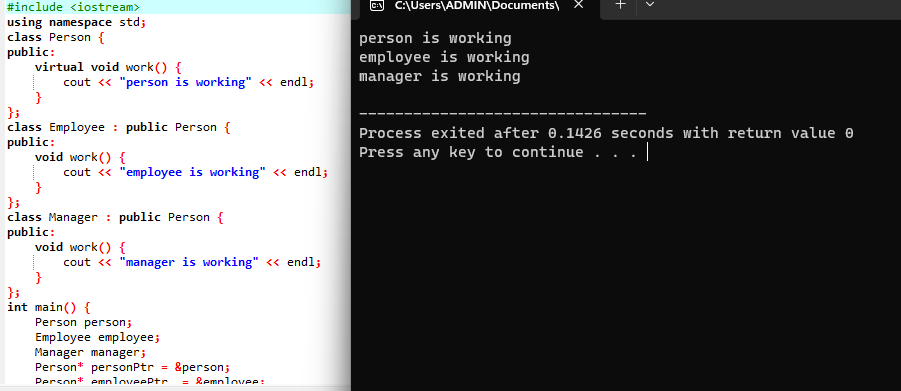 #include <iostream>
using namespace std;
class Person {
public:
    virtual void work() {
        cout << "person is working" << endl;
    }
};
class Employee : public Person {
public:
    void work() {
        cout << "employee is working" << endl;
    }
};
class Manager : public Person {
public:
    void work() {
        cout << "manager is working" << endl;
    }
};
int main() {
    Person person;
    Employee employee;
    Manager manager;
    Person* personPtr = &person;
    Person* employeePtr = &employee;
C:\Users\ADMIN\Documents\
person is working
employee is working
manager is working
--------------------------------
Process exited after 0.1426 seconds with return value 0
Press any key to continue . . .